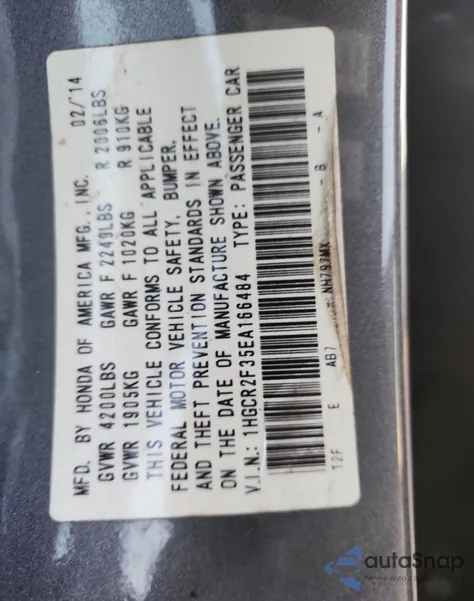 MFD. BY HONDA OF AMERICA MFG., INC. 02/'14
GVWR 4200LBS GAWR F 2249LBS R 2006LBS
GVWR 1905KG GAWR F 1020KG R 910KG
THIS VEHICLE CONFORMS TO ALL APPLICABLE
FEDERAL MOTOR VEHICLE SAFETY, BUMPER,
AND THEFT PREVENTION STANDARDS IN EFFECT
ON THE DATE OF MANUFACTURE SHOWN ABOVE.
V.I.N.: 1HGCR2F35EA166484 TYPE: PASSENGER CAR
NH797MX - B - A
T2F E AB7
autoSnap